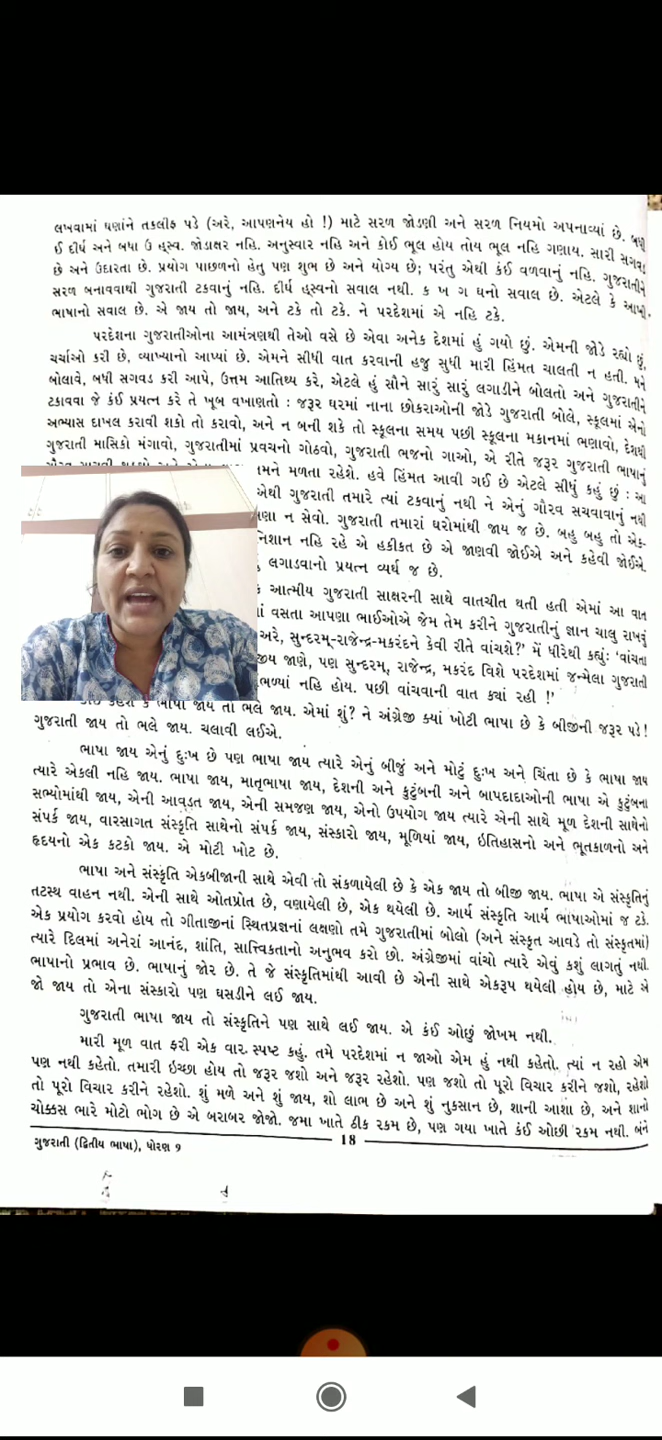 લખવામાં ઘણાંને તકલીફ પડે (અરે, આપણનેય હો !) માટે સરળ જોડણી અને સરળ નિયમો અપનાવ્યાં છે. બધી
ઈ દીર્ઘ અને બધા ઉ હ્રસ્વ. જોડાક્ષર નહિ. અનુસ્વાર નહિ અને કોઈ ભૂલ હોય તોય ભૂલ નહિ ગણાય. સારી સગવડ
છે અને ઉદારતા છે. પ્રયોગ પાછળનો હેતુ પણ શુભ છે અને યોગ્ય છે; પરંતુ એથી કંઈ વળવાનું નહિ. ગુજરાતીને
સરળ બનાવવાથી ગુજરાતી ટકવાનું નહિ. દીર્ઘ હ્રસ્વનો સવાલ નથી. ક ખ ગ ઘનો સવાલ છે. એટલે કે આખી
ભાષાનો સવાલ છે. એ જાય તો જાય, અને ટકે તો ટકે. ને પરદેશમાં એ નહિ ટકે.
પરદેશના ગુજરાતીઓના આમંત્રણથી તેઓ વસે છે એવા અનેક દેશમાં હું ગયો છું. એમની જોડે રહ્યો છું,
ચર્ચાઓ કરી છે, વ્યાખ્યાનો આપ્યાં છે. એમને સીધી વાત કરવાની હજુ સુધી મારી હિંમત ચાલતી ન હતી. મને
બોલાવે, બધી સગવડ કરી આપે, ઉત્તમ આતિથ્ય કરે, એટલે હું સૌને સારું સારું લગાડીને બોલતો અને ગુજરાતીને
ટકાવવા જે કંઈ પ્રયત્ન કરે તે ખૂબ વખાણતો : જરૂર ઘરમાં નાના છોકરાઓની જોડે ગુજરાતી બોલે, સ્કૂલમાં એનો
અભ્યાસ દાખલ કરાવી શકો તો કરાવો, અને ન બની શકે તો સ્કૂલના સમય પછી સ્કૂલના મકાનમાં ભણાવો, દેશથી
ગુજરાતી માસિકો મંગાવો, ગુજરાતીમાં પ્રવચનો ગોઠવો, ગુજરાતી ભજનો ગાઓ, એ રીતે જરૂર ગુજરાતી ભાષાનું
મને મળતા રહેશે. હવે હિંમત આવી ગઈ છે એટલે સીધું કહું છું : આ
એથી ગુજરાતી તમારે ત્યાં ટકવાનું નથી ને એનું ગૌરવ સચવાવાનું નથી
ન સેવો. ગુજરાતી તમારાં ઘરોમાંથી જાય જ છે. બહુ બહુ તો એક-
નિશાન નહિ રહે એ હકીકત છે એ જાણવી જોઈએ અને કહેવી જોઈએ.
લગાડવાનો પ્રયત્ન વ્યર્થ જ છે.
આત્મીય ગુજરાતી સાક્ષરની સાથે વાતચીત થતી હતી એમાં આ વાત
વસતા આપણા ભાઈઓએ જેમ તેમ કરીને ગુજરાતીનું જ્ઞાન ચાલુ રાખવું
અરે, સુન્દરમ્-રાજેન્દ્ર-મકરંદને કેવી રીતે વાંચશે?' મેં ધીરેથી કહ્યું: 'વાંચતા
જાણે, પણ સુન્દરમ્, રાજેન્દ્ર, મકરંદ વિશે પરદેશમાં જન્મેલા ગુજરાતી
નહિ હોય. પછી વાંચવાની વાત ક્યાં રહી !'
કહેશે કે ભાષા જાય તો ભલે જાય. એમાં શું? ને અંગ્રેજી ક્યાં ખોટી ભાષા છે કે બીજીની જરૂર પડે!
ગુજરાતી જાય તો ભલે જાય. ચલાવી લઈએ.
ભાષા જાય એનું દુઃખ છે પણ ભાષા જાય ત્યારે એનું બીજું અને મોટું દુઃખ અને ચિંતા છે કે ભાષા જાય
ત્યારે એકલી નહિ જાય. ભાષા જાય, માતૃભાષા જાય, દેશની અને કુટુંબની અને બાપદાદાઓની ભાષા એ કુટુંબના
સભ્યોમાંથી જાય, એની આવડત જાય, એની સમજણ જાય, એનો ઉપયોગ જાય ત્યારે એની સાથે મૂળ દેશની સાથેનો
સંપર્ક જાય, વારસાગત સંસ્કૃતિ સાથેનો સંપર્ક જાય, સંસ્કારો જાય, મૂળિયાં જાય, ઇતિહાસનો અને ભૂતકાળનો અને
હૃદયનો એક કટકો જાય. એ મોટી ખોટ છે.
ભાષા અને સંસ્કૃતિ એકબીજાની સાથે એવી તો સંકળાયેલી છે કે એક જાય તો બીજી જાય. ભાષા એ સંસ્કૃતિનું
તટસ્થ વાહન નથી. એની સાથે ઓતપ્રોત છે, વણાયેલી છે, એક થયેલી છે. આર્ય સંસ્કૃતિ આર્ય ભાષાઓમાં જ ટકે.
એક પ્રયોગ કરવો હોય તો ગીતાજીનાં સ્થિતપ્રજ્ઞનાં લક્ષણો તમે ગુજરાતીમાં બોલો (અને સંસ્કૃત આવડે તો સંસ્કૃતમાં)
ત્યારે દિલમાં અનેરાં આનંદ, શાંતિ, સાત્ત્વિકતાનો અનુભવ કરો છો. અંગ્રેજીમાં વાંચો ત્યારે એવું કશું લાગતું નથી.
ભાષાનો પ્રભાવ છે. ભાષાનું જોર છે. તે જે સંસ્કૃતિમાંથી આવી છે એની સાથે એકરૂપ થયેલી હોય છે, માટે એ
જો જાય તો એના સંસ્કારો પણ ઘસડીને લઈ જાય.
ગુજરાતી ભાષા જાય તો સંસ્કૃતિને પણ સાથે લઈ જાય. એ કંઈ ઓછું જોખમ નથી.
મારી મૂળ વાત ફરી એક વાર સ્પષ્ટ કહું. તમે પરદેશમાં ન જાઓ એમ હું નથી કહેતો. ત્યાં ન રહો એમ
પણ નથી કહેતો. તમારી ઇચ્છા હોય તો જરૂર જશો અને જરૂર રહેશો. પણ જશો તો પૂરો વિચાર કરીને જશો, રહેશો
તો પૂરો વિચાર કરીને રહેશો. શું મળે અને શું જાય, શો લાભ છે અને શું નુકસાન છે, શાની આશા છે, અને શાનો
ચોક્કસ ભારે મોટો ભોગ છે એ બરાબર જોજો. જમા ખાતે ઠીક રકમ છે, પણ ગયા ખાતે કંઈ ઓછી રકમ નથી. બંને
18
ગુજરાતી (દ્વિતીય ભાષા), ધોરણ ૧